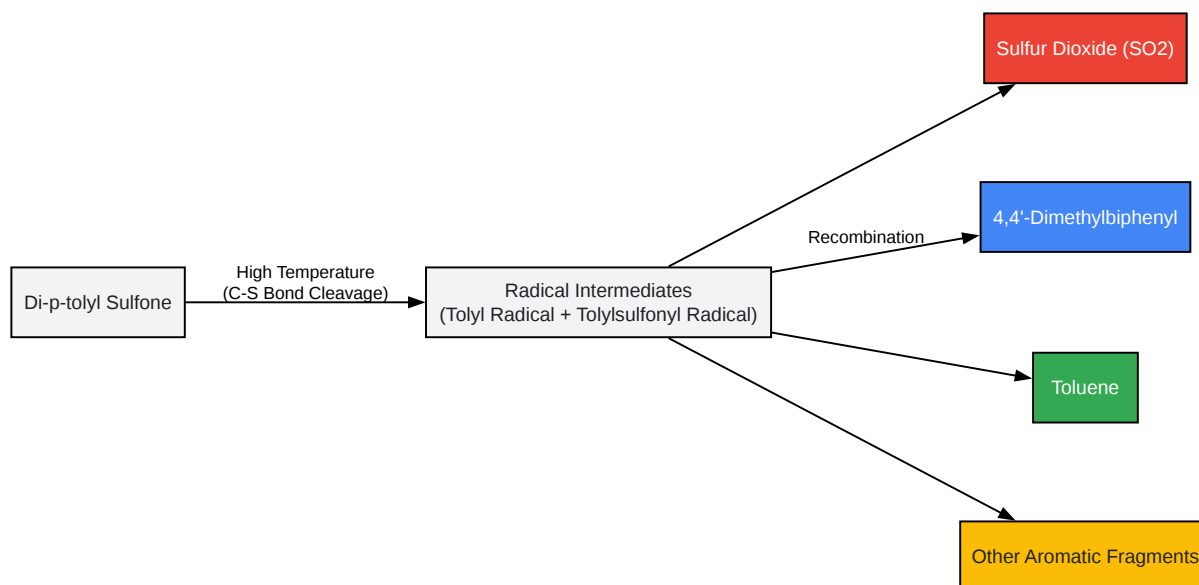 Sulfur Dioxide (SO2)
4,4'-Dimethylbiphenyl
Recombination
High Temperature
(C-S Bond Cleavage)
Di-p-tolyl Sulfone
Radical Intermediates
(Tolyl Radical + Tolylsulfonyl Radical)
Toluene
Other Aromatic Fragments